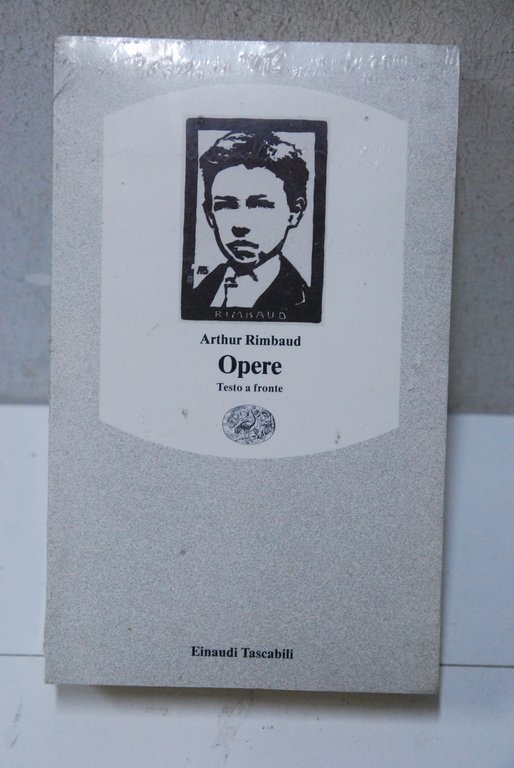 RIMBAUD
Arthur Rimbaud
Opere
Testo a fronte
Einaudi Tascabili